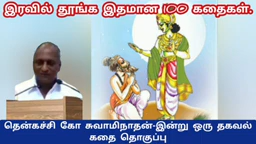 இரவில் தூங்க இதமான 100 கதைகள்.
தென்கச்சி கோ சுவாமிநாதன்-இன்று ஒரு தகவல்
கதை தொகுப்பு